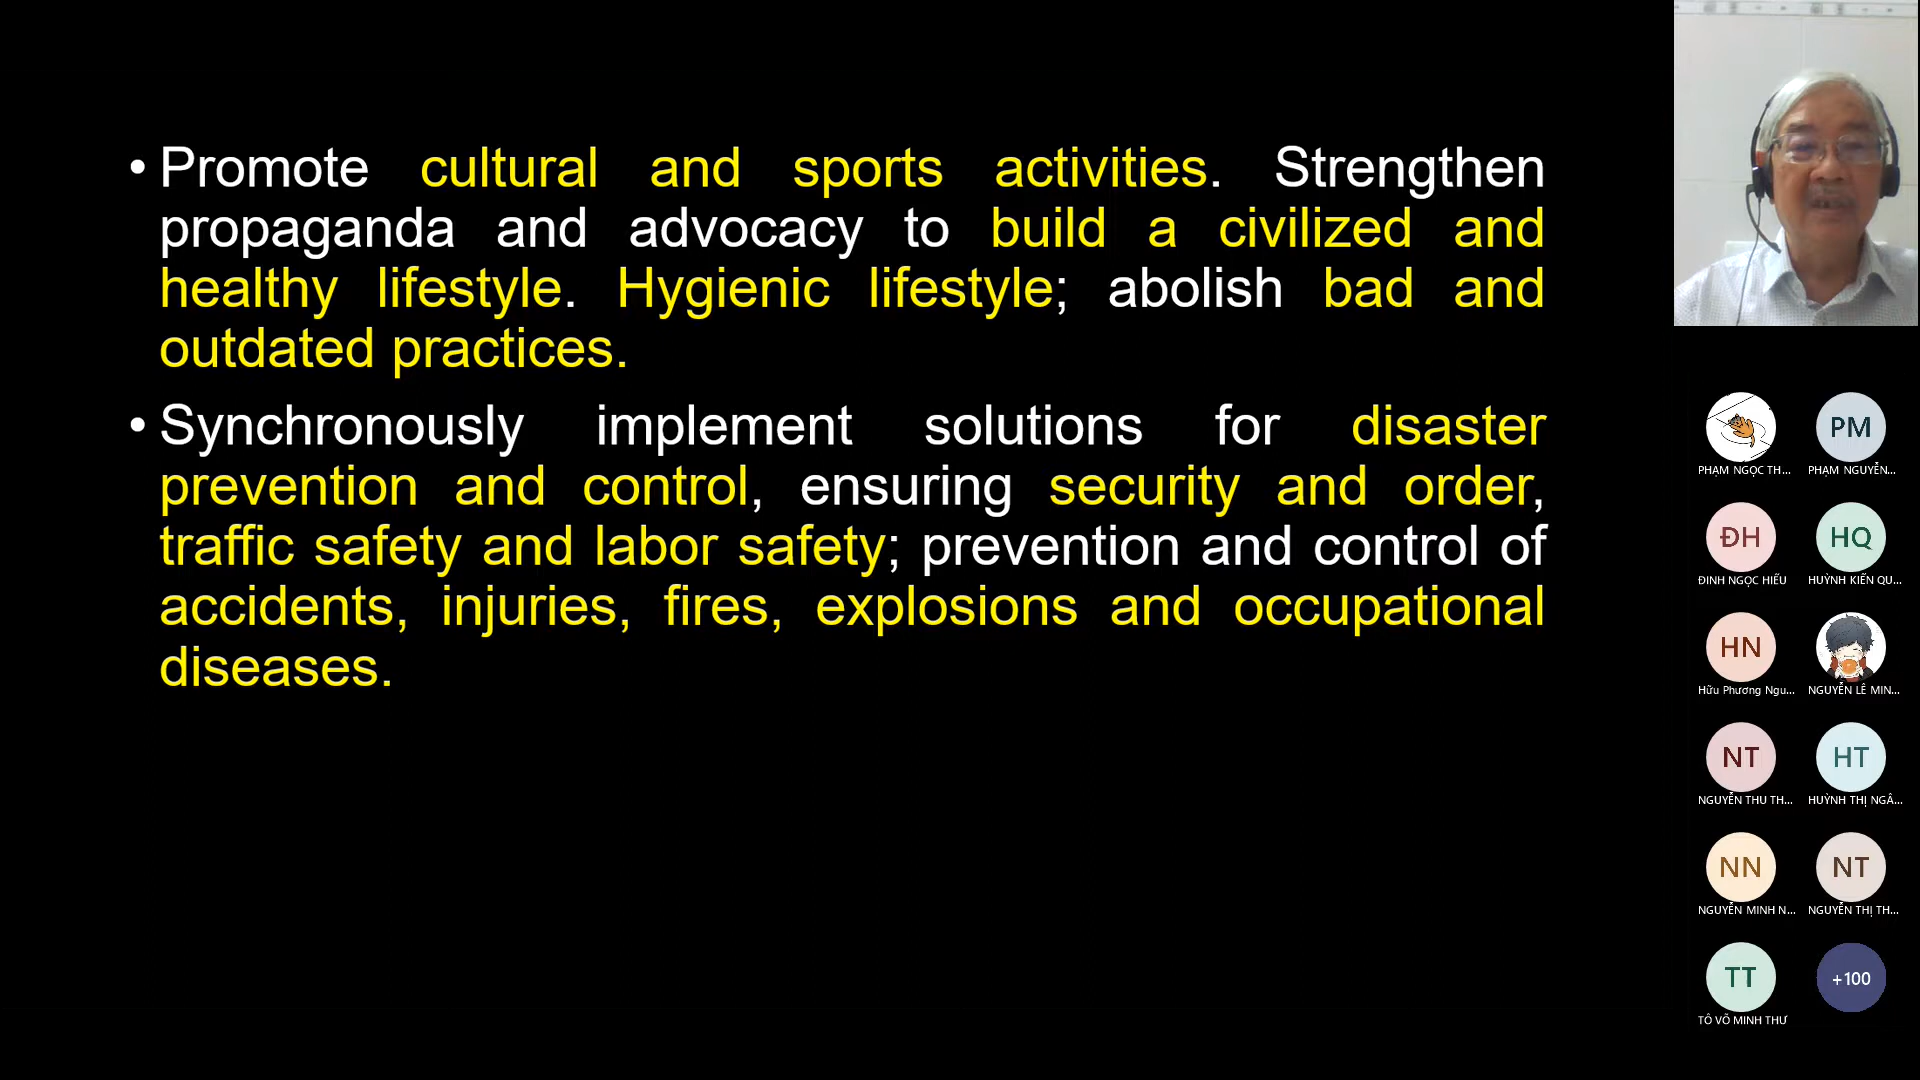 • Promote cultural and sports activities. Strengthen
propaganda and advocacy to build a civilized and
healthy lifestyle. Hygienic lifestyle; abolish bad and
outdated practices.
• Synchronously implement solutions for disaster
prevention and control, ensuring security and order,
traffic safety and labor safety; prevention and control of
accidents, injuries, fires, explosions and occupational
diseases.
PM
PHẠM NGỌC TH...
PHẠM NGUYỄN...
ĐH
HQ
ĐINH NGỌC HIẾU
HUỲNH KIẾN QU...
HN
Hữu Phương Ngu...
NGUYỄN LÊ MIN...
NT
HT
NGUYỄN THU TH...
HUỲNH THỊ NGÂ...
NN
NT
NGUYỄN MINH N...
NGUYỄN THỊ TH...
TT
+100
TÔ VÕ MINH THƯ